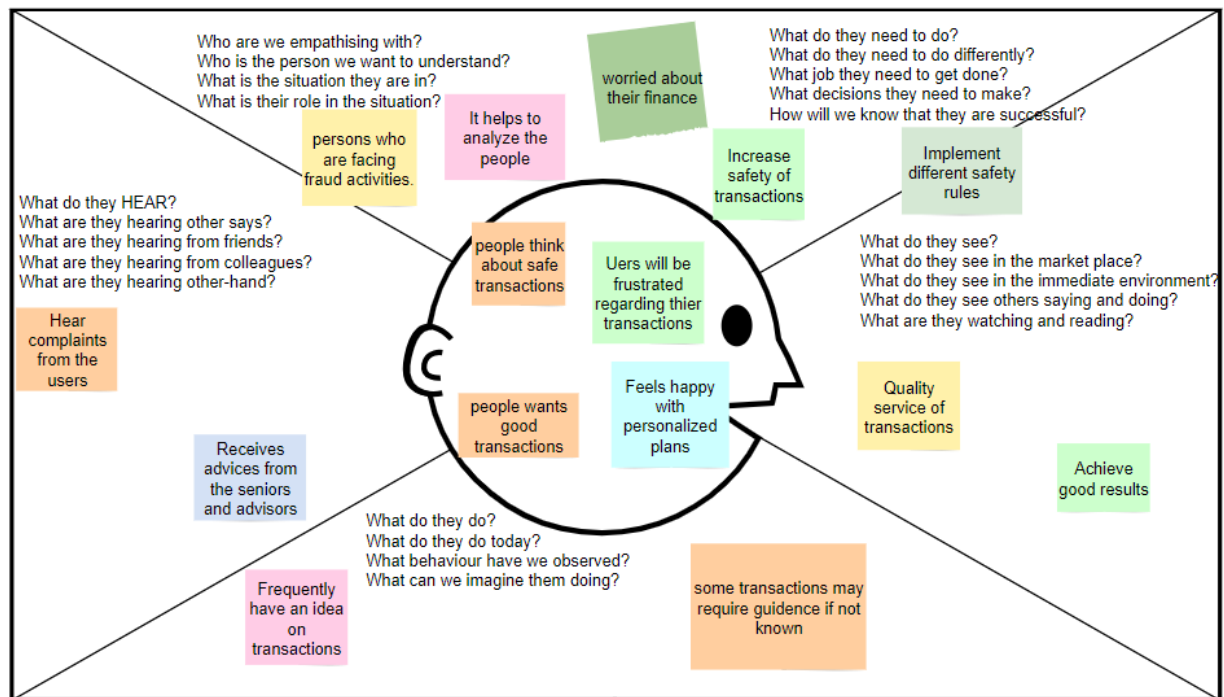 Who are we empathising with?
Who is the person we want to understand?
What is the situation they are in?
What is their role in the situation?
persons who
are facing
fraud activities.
It helps to
analyze the
people
worried about
their finance
What do they need to do?
What do they need to do differently?
What job they need to get done?
What decisions they need to make?
How will we know that they are successful?
Increase
safety of
transactions
Implement
different safety
rules
What do they HEAR?
What are they hearing other says?
What are they hearing from friends?
What are they hearing from colleagues?
What are they hearing other-hand?
Hear
complaints
from the
users
Receives
advices from
the seniors
and advisors
people think
about safe
transactions
Uers will be
frustrated
regarding thier
transactions
people wants
good
transactions
Feels happy
with
personalized
plans
What do they see?
What do they see in the market place?
What do they see in the immediate environment?
What do they see others saying and doing?
What are they watching and reading?
Quality
service of
transactions
Achieve
good results
What do they do?
What do they do today?
What behaviour have we observed?
What can we imagine them doing?
Frequently
have an idea
on
transactions
some transactions may
require guidence if not
known